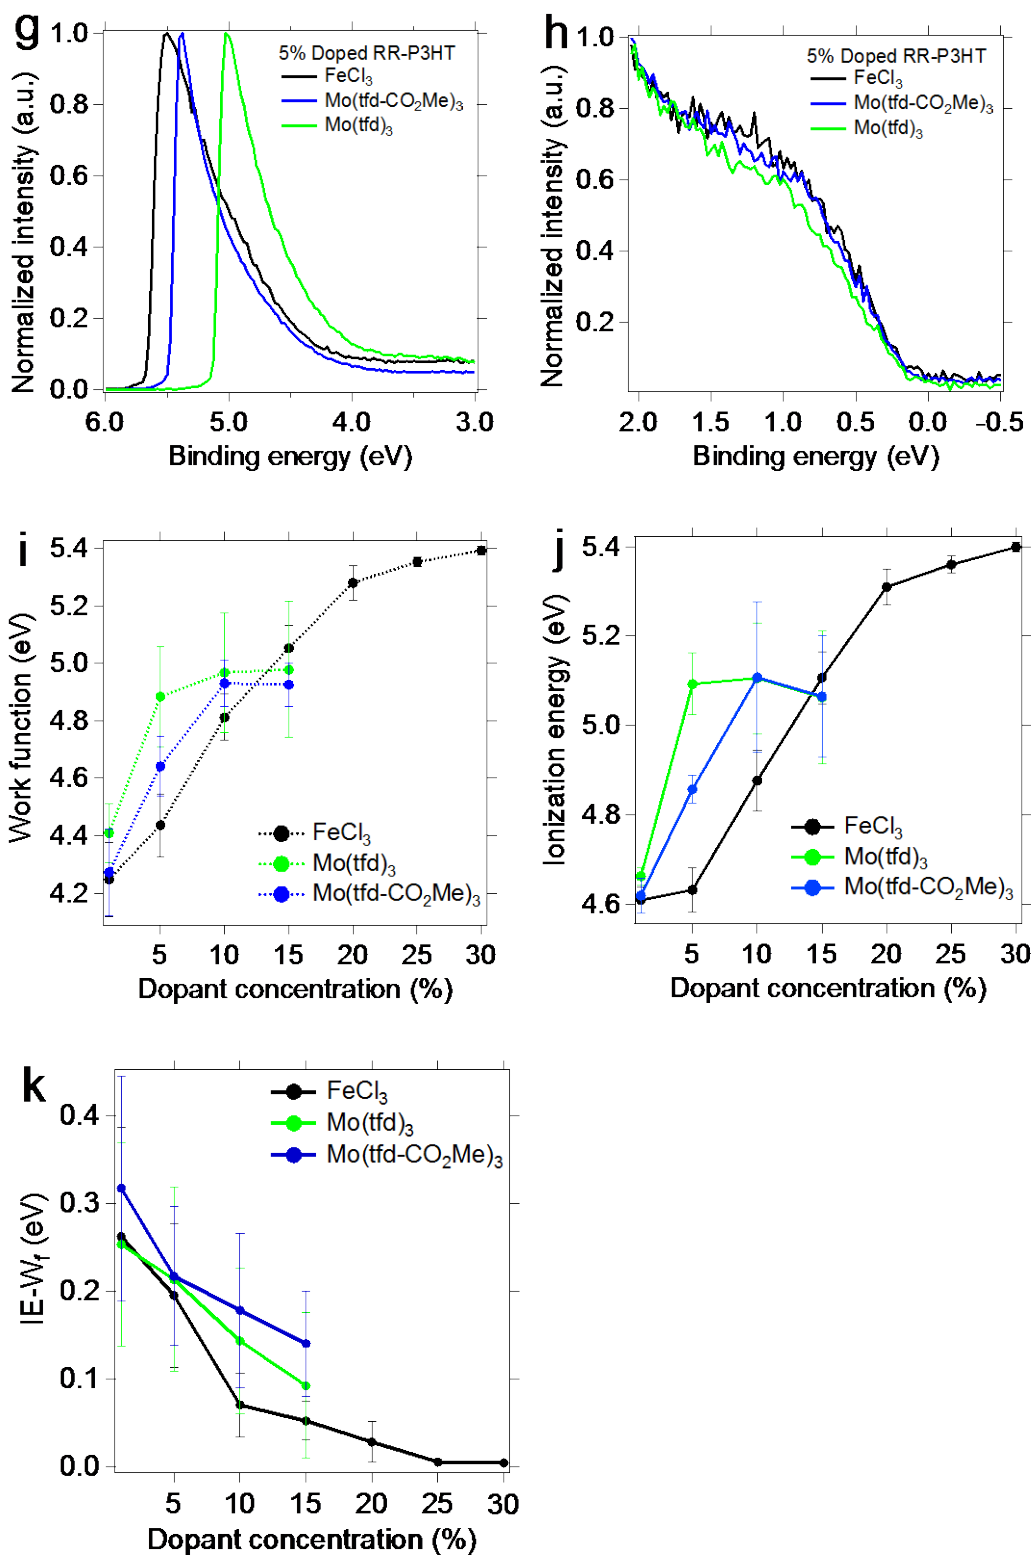 g
5% Doped RR-P3HT
FeCl₃
Mo(tfd-CO₂Me)₃
Mo(tfd)₃
Normalized intensity (a.u.)
1.0
0.8
0.6
0.4
0.2
0.0
6.0 5.0 4.0 3.0
Binding energy (eV)
h
5% Doped RR-P3HT
FeCl₃
Mo(tfd-CO₂Me)₃
Mo(tfd)₃
Normalized intensity (a.u.)
1.0
0.8
0.6
0.4
0.2
2.0 1.5 1.0 0.5 0.0 −0.5
Binding energy (eV)
i
Work function (eV)
5.4
5.2
5.0
4.8
4.6
4.4
4.2
FeCl₃
Mo(tfd)₃
Mo(tfd-CO₂Me)₃
5 10 15 20 25 30
Dopant concentration (%)
j
Ionization energy (eV)
5.4
5.2
5.0
4.8
4.6
FeCl₃
Mo(tfd)₃
Mo(tfd-CO₂Me)₃
5 10 15 20 25 30
Dopant concentration (%)
k
FeCl₃
Mo(tfd)₃
Mo(tfd-CO₂Me)₃
IE-W_f (eV)
0.4
0.3
0.2
0.1
0.0
5 10 15 20 25 30
Dopant concentration (%)